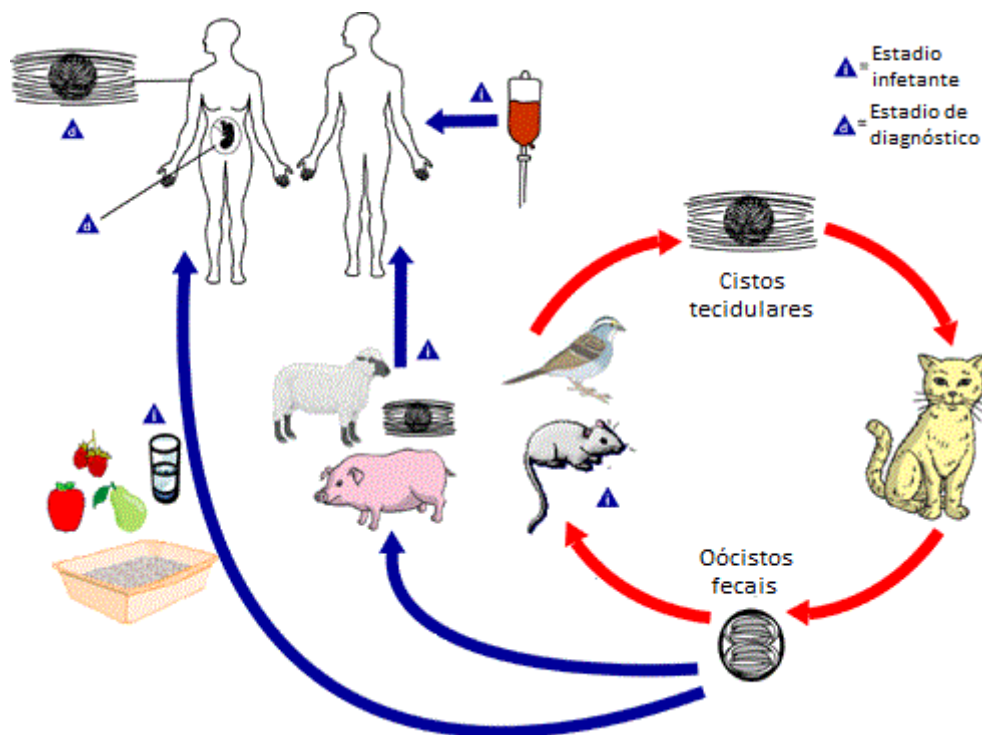 i = Estadio
infetante
d = Estadio de
diagnóstico
i
d
d
Cistos
tecidulares
i
i
i
Oócistos
fecais